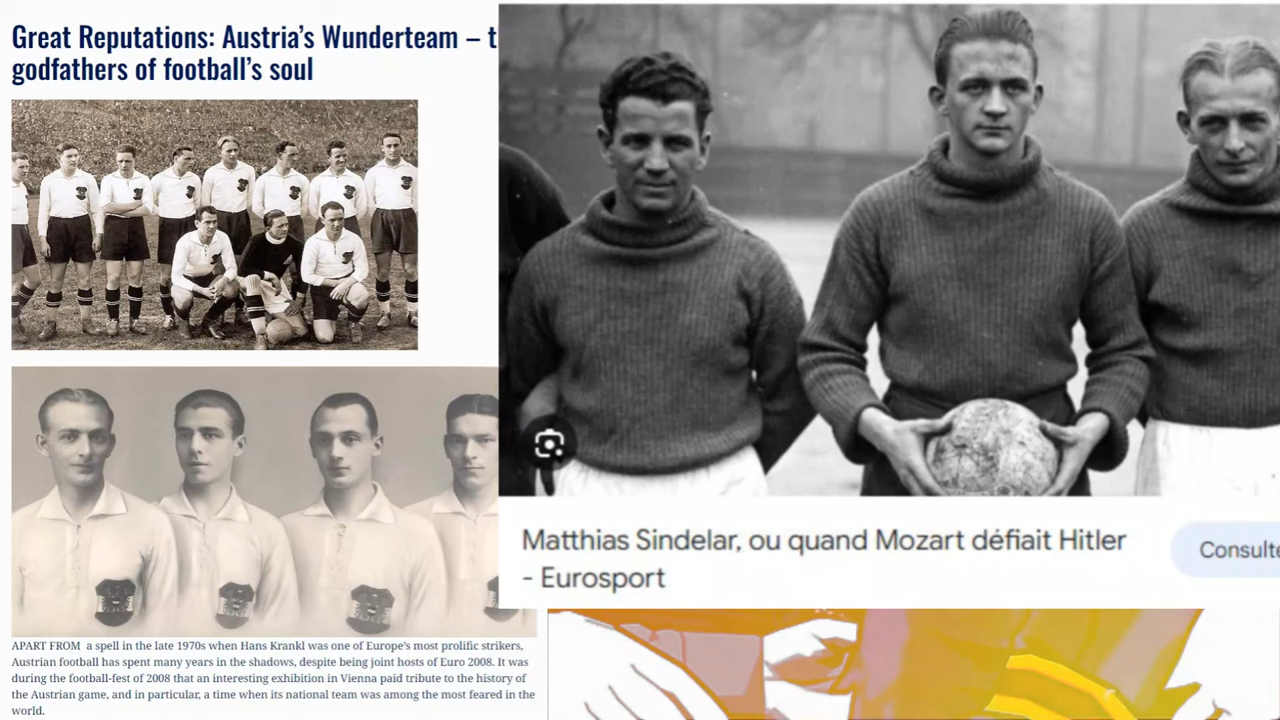 Great Reputations: Austria's Wunderteam – t
godfathers of football's soul
APART FROM a spell in the late 1970s when Hans Krankl was one of Europe's most prolific strikers,
Austrian football has spent many years in the shadows, despite being joint hosts of Euro 2008. It was
during the football-fest of 2008 that an interesting exhibition in Vienna paid tribute to the history of
the Austrian game, and in particular, a time when its national team was among the most feared in the
world.
Matthias Sindelar, ou quand Mozart défiait Hitler
- Eurosport
Consulte